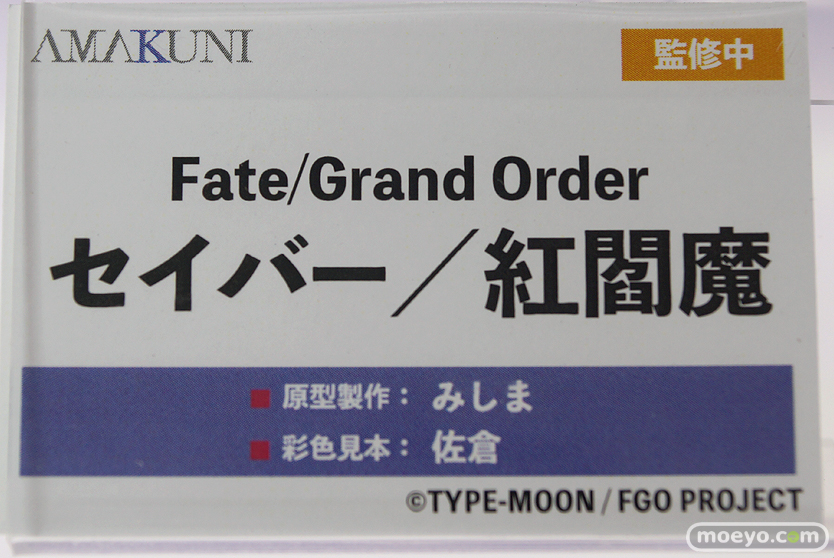 AMAKUNI
監修中
Fate/Grand Order
セイバー／紅閻魔
■ 原型製作： みしま
■ 彩色見本： 佐倉
©TYPE-MOON / FGO PROJECT
moeyo.com